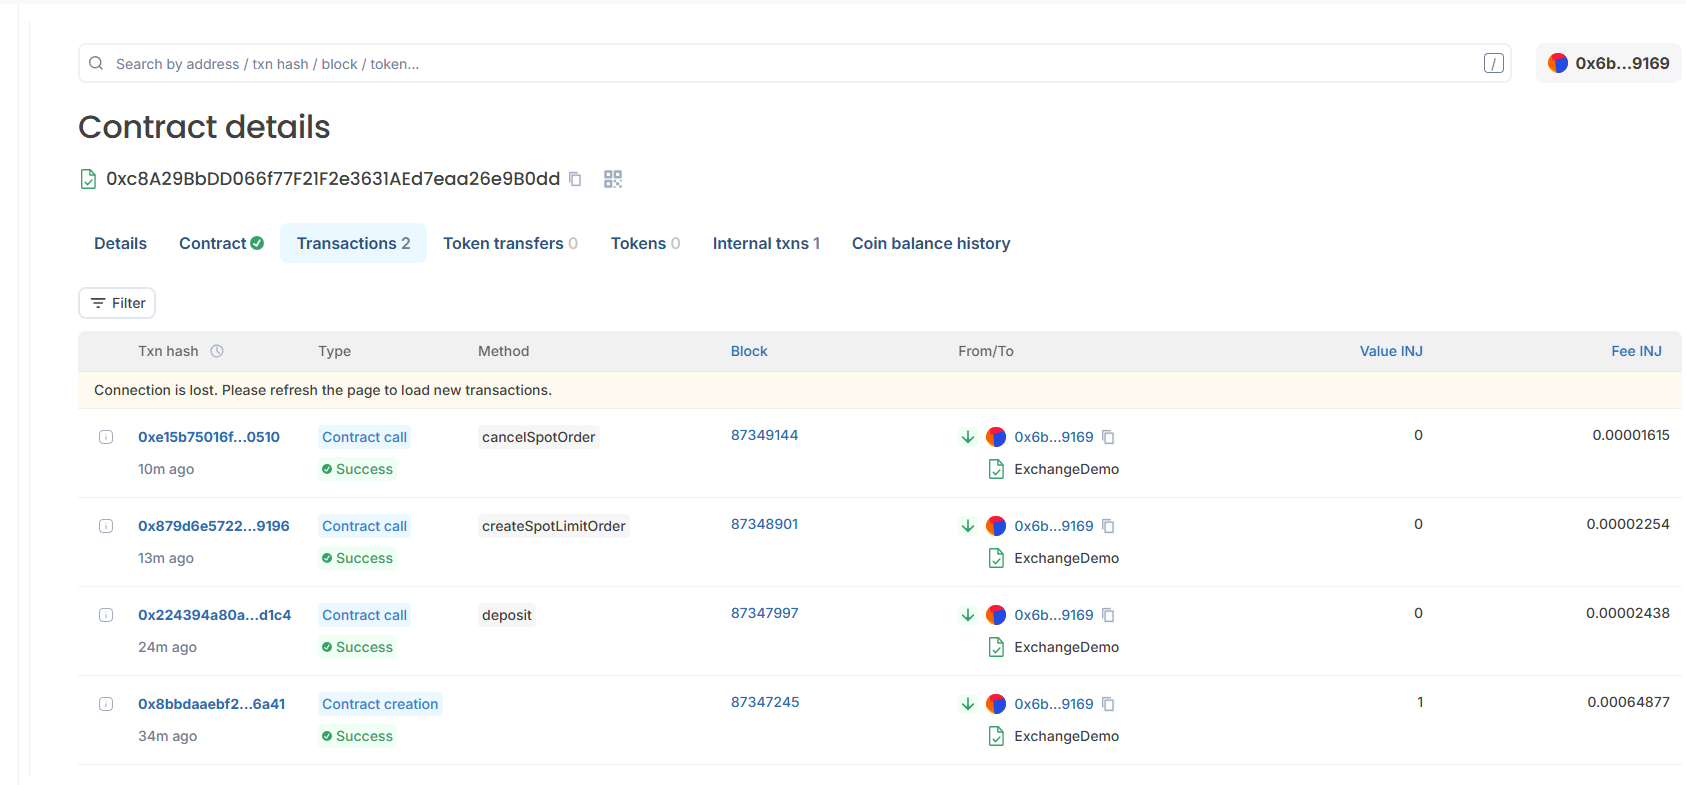 Search by address / txn hash / block / token... / 0x6b...9169
Contract details
0xc8A29BbDD066f77F21F2e3631AEd7eaa26e9B0dd
Details Contract Transactions 2 Token transfers 0 Tokens 0 Internal txns 1 Coin balance history
Filter
Txn hash Type Method Block From/To Value INJ Fee INJ
Connection is lost. Please refresh the page to load new transactions.
0xe15b75016f...0510 Contract call cancelSpotOrder 87349144 0x6b...9169 0 0.00001615
10m ago Success ExchangeDemo
0x879d6e5722...9196 Contract call createSpotLimitOrder 87348901 0x6b...9169 0 0.00002254
13m ago Success ExchangeDemo
0x224394a80a...d1c4 Contract call deposit 87347997 0x6b...9169 0 0.00002438
24m ago Success ExchangeDemo
0x8bbdaaebf2...6a41 Contract creation 87347245 0x6b...9169 1 0.00064877
34m ago Success ExchangeDemo